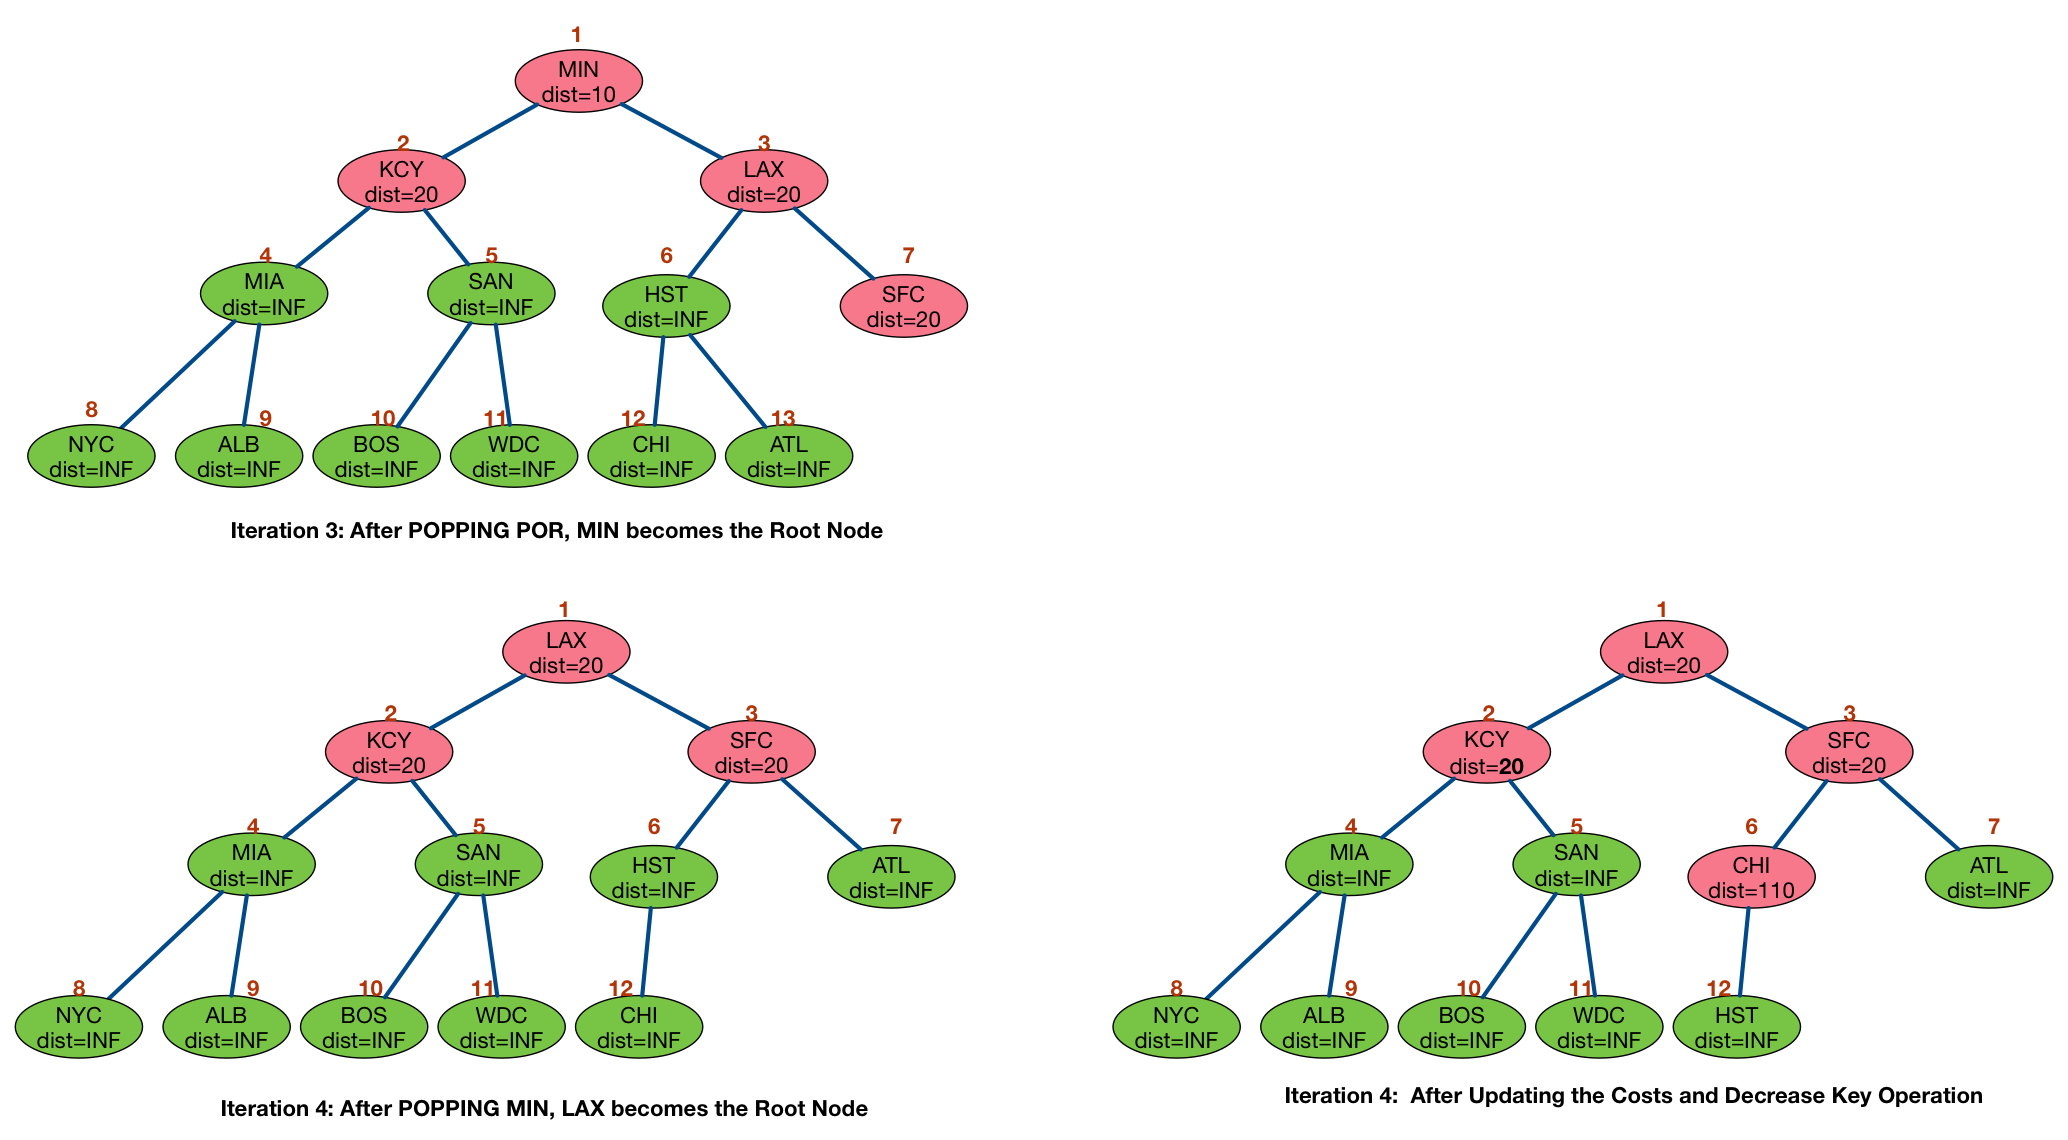 1
MIN
dist=10
2
KCY
dist=20
3
LAX
dist=20
4
MIA
dist=INF
5
SAN
dist=INF
6
HST
dist=INF
7
SFC
dist=20
8
NYC
dist=INF
9
ALB
dist=INF
10
BOS
dist=INF
11
WDC
dist=INF
12
CHI
dist=INF
13
ATL
dist=INF
Iteration 3: After POPPING POR, MIN becomes the Root Node
1
LAX
dist=20
2
KCY
dist=20
3
SFC
dist=20
4
MIA
dist=INF
5
SAN
dist=INF
6
HST
dist=INF
7
ATL
dist=INF
8
NYC
dist=INF
9
ALB
dist=INF
10
BOS
dist=INF
11
WDC
dist=INF
12
CHI
dist=INF
Iteration 4: After POPPING MIN, LAX becomes the Root Node
1
LAX
dist=20
2
KCY
dist=20
3
SFC
dist=20
4
MIA
dist=INF
5
SAN
dist=INF
6
CHI
dist=110
7
ATL
dist=INF
8
NYC
dist=INF
9
ALB
dist=INF
10
BOS
dist=INF
11
WDC
dist=INF
12
HST
dist=INF
Iteration 4:  After Updating the Costs and Decrease Key Operation